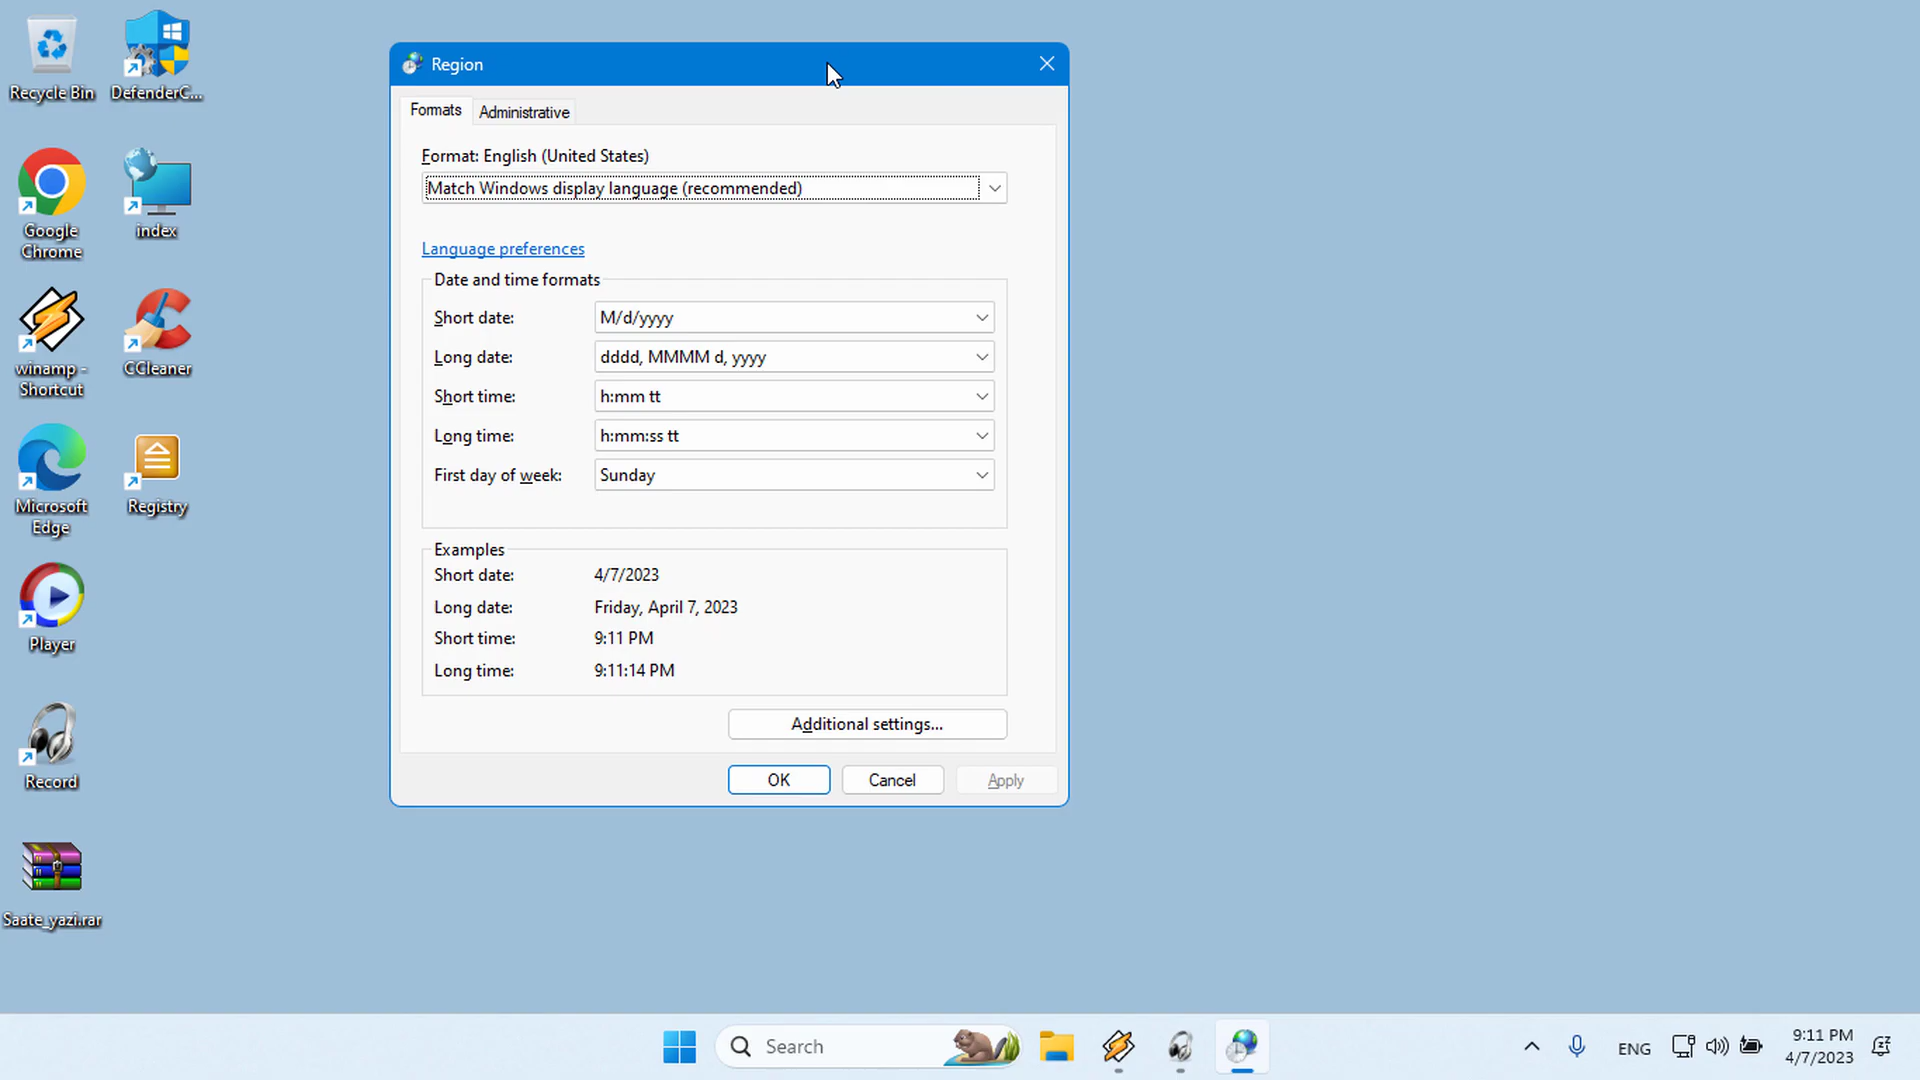 Recycle Bin
DefenderC...
Google
Chrome
index
winamp -
Shortcut
CCleaner
Microsoft
Edge
Registry
Player
Record
Saate_yazi.rar
Region
Formats
Administrative
Format: English (United States)
Match Windows display language (recommended)
Language preferences
Date and time formats
Short date: M/d/yyyy
Long date: dddd, MMMM d, yyyy
Short time: h:mm tt
Long time: h:mm:ss tt
First day of week: Sunday
Examples
Short date: 4/7/2023
Long date: Friday, April 7, 2023
Short time: 9:11 PM
Long time: 9:11:14 PM
Additional settings...
OK
Cancel
Apply
Search
ENG
9:11 PM
4/7/2023